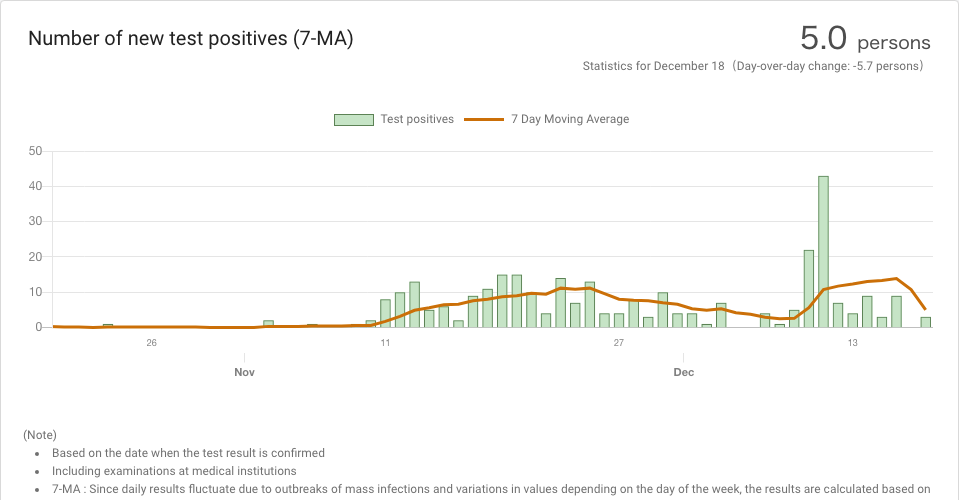 Number of new test positives (7-MA)
5.0 persons
Statistics for December 18（Day-over-day change: -5.7 persons）
Test positives
7 Day Moving Average
50
40
30
20
10
0
26
11
27
13
Nov
Dec
(Note)
• Based on the date when the test result is confirmed
• Including examinations at medical institutions
• 7-MA : Since daily results fluctuate due to outbreaks of mass infections and variations in values depending on the day of the week, the results are calculated based on